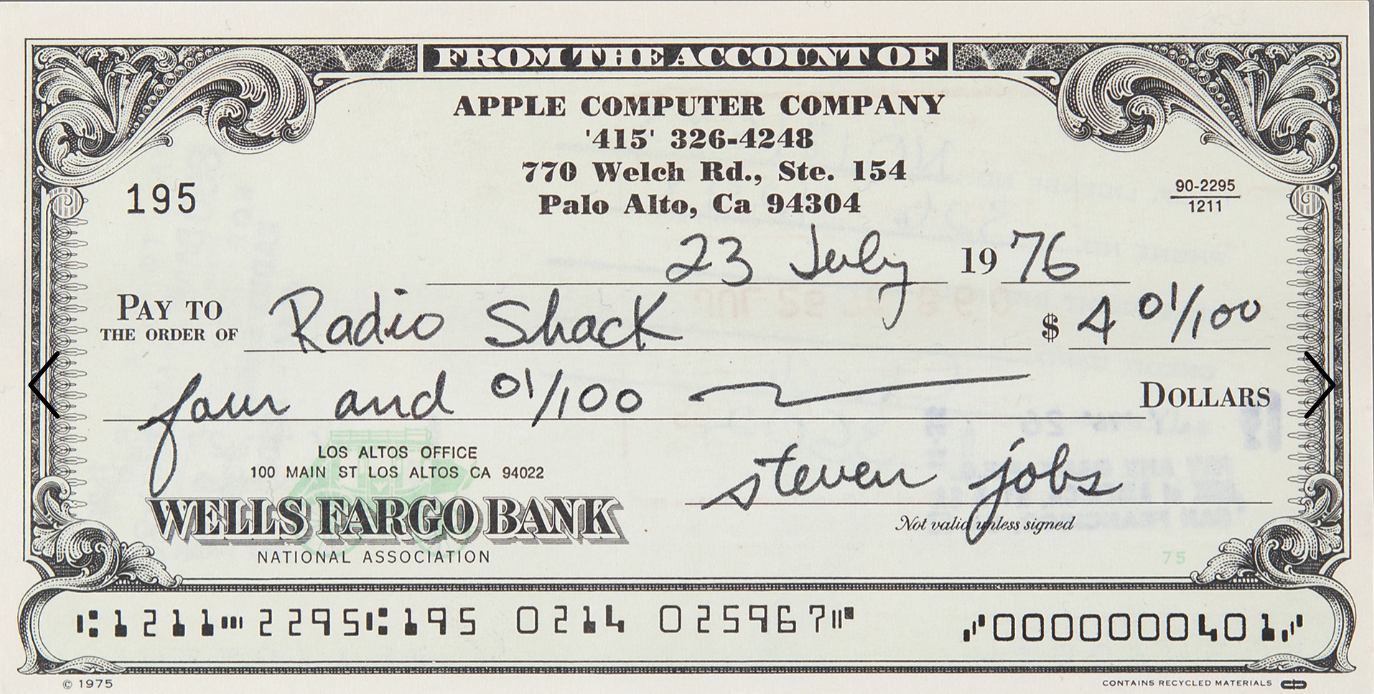 FROM THE ACCOUNT OF
APPLE COMPUTER COMPANY
'415' 326-4248
770 Welch Rd., Ste. 154
Palo Alto, Ca 94304
195
90-2295
1211
23 July 1976
PAY TO
THE ORDER OF Radio Shack $ 4 01/100
four and 01/100 DOLLARS
LOS ALTOS OFFICE
100 MAIN ST LOS ALTOS CA 94022
steven jobs
WELLS FARGO BANK
Not valid unless signed
NATIONAL ASSOCIATION
75
⑆1211⑉2295⑆195 0214 025967⑈ ⑇0000000401⑇
© 1975
CONTAINS RECYCLED MATERIALS